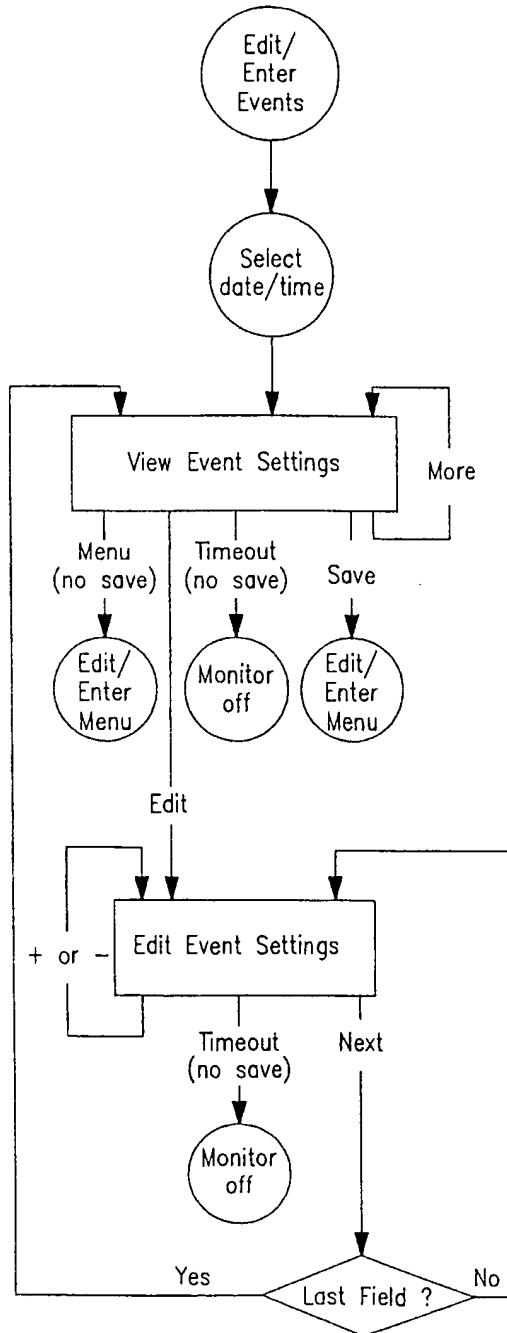 Edit/
Enter
Events
Select
date/time
View Event Settings
More
Menu
(no save)
Timeout
(no save)
Save
Edit/
Enter
Menu
Monitor
off
Edit/
Enter
Menu
Edit
Edit Event Settings
+ or -
Timeout
(no save)
Next
Monitor
off
Yes
Last Field ?
No